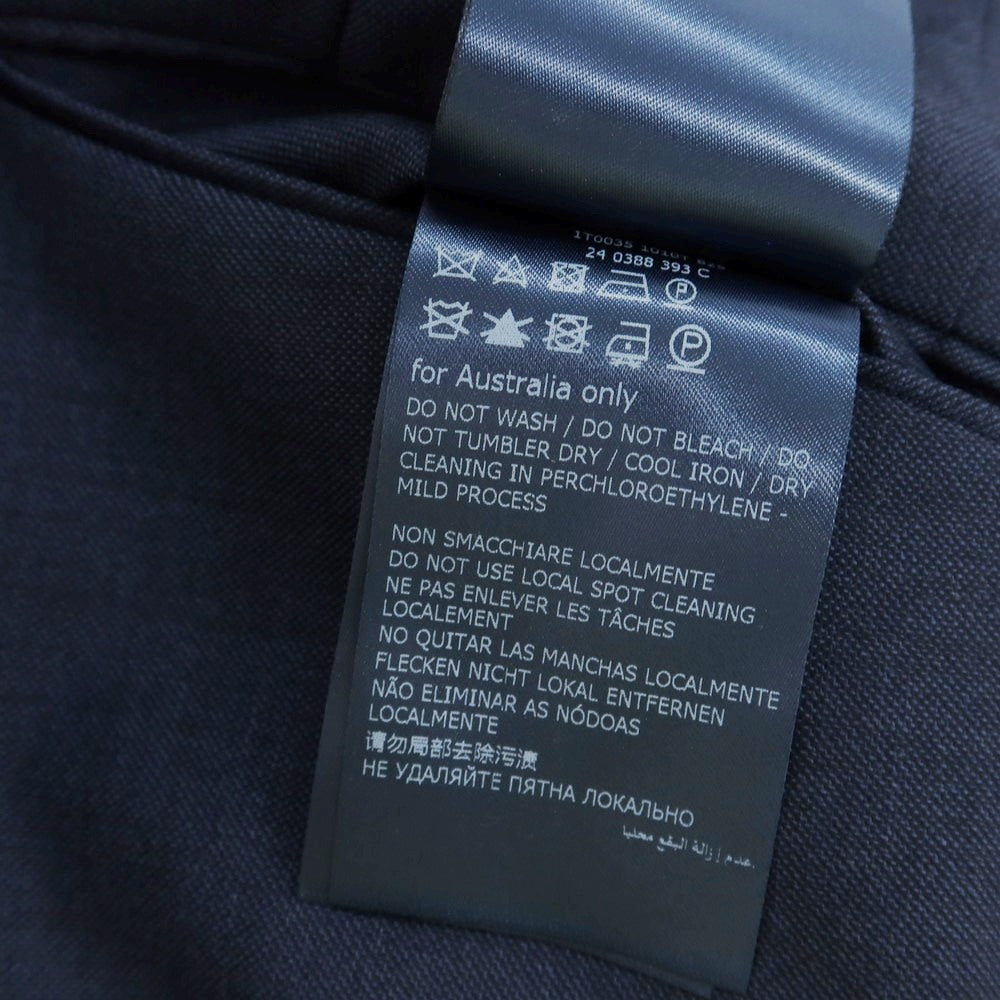 24 0388 393 C
for Australia only
DO NOT WASH / DO NOT BLEACH / DO
NOT TUMBLER DRY / COOL IRON / DRY
CLEANING IN PERCHLOROETHYLENE -
MILD PROCESS
NON SMACCHIARE LOCALMENTE
DO NOT USE LOCAL SPOT CLEANING
NE PAS ENLEVER LES TÂCHES
LOCALEMENT
NO QUITAR LAS MANCHAS LOCALMENTE
FLECKEN NICHT LOKAL ENTFERNEN
NÃO ELIMINAR AS NÓDOAS
LOCALMENTE
请勿局部去除污渍
НЕ УДАЛЯЙТЕ ПЯТНА ЛОКАЛЬНО
عدم إزالة البقع محليا